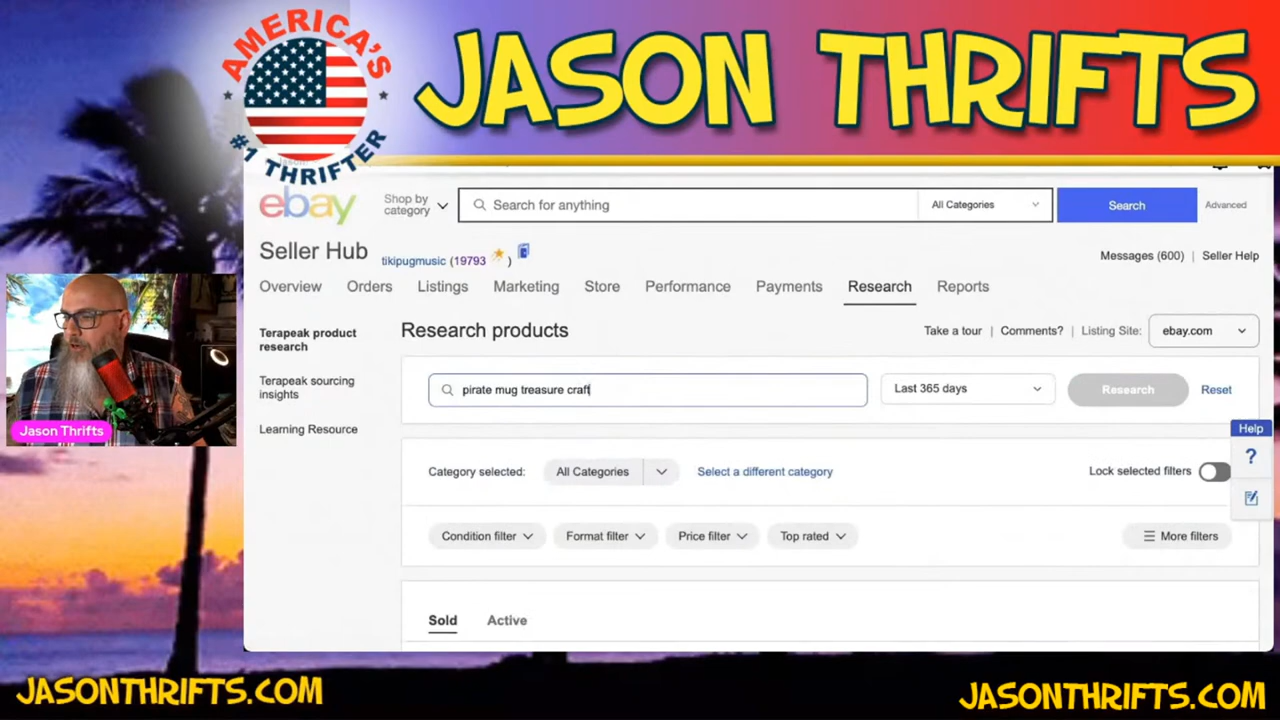 AMERICA'S
#1 THRIFTER
JASON THRIFTS
ebay
Shop by
category
Search for anything
All Categories
Search
Advanced
Seller Hub
tikipugmusic (19793 )
Messages (600)
Seller Help
Overview
Orders
Listings
Marketing
Store
Performance
Payments
Research
Reports
Terapeak product
research
Terapeak sourcing
insights
Learning Resource
Research products
Take a tour | Comments? | Listing Site:
ebay.com
pirate mug treasure craft
Last 365 days
Research
Reset
Help
?
Category selected:
All Categories
Select a different category
Lock selected filters
Condition filter
Format filter
Price filter
Top rated
More filters
Sold
Active
Jason Thrifts
JASONTHRIFTS.COM
JASONTHRIFTS.COM